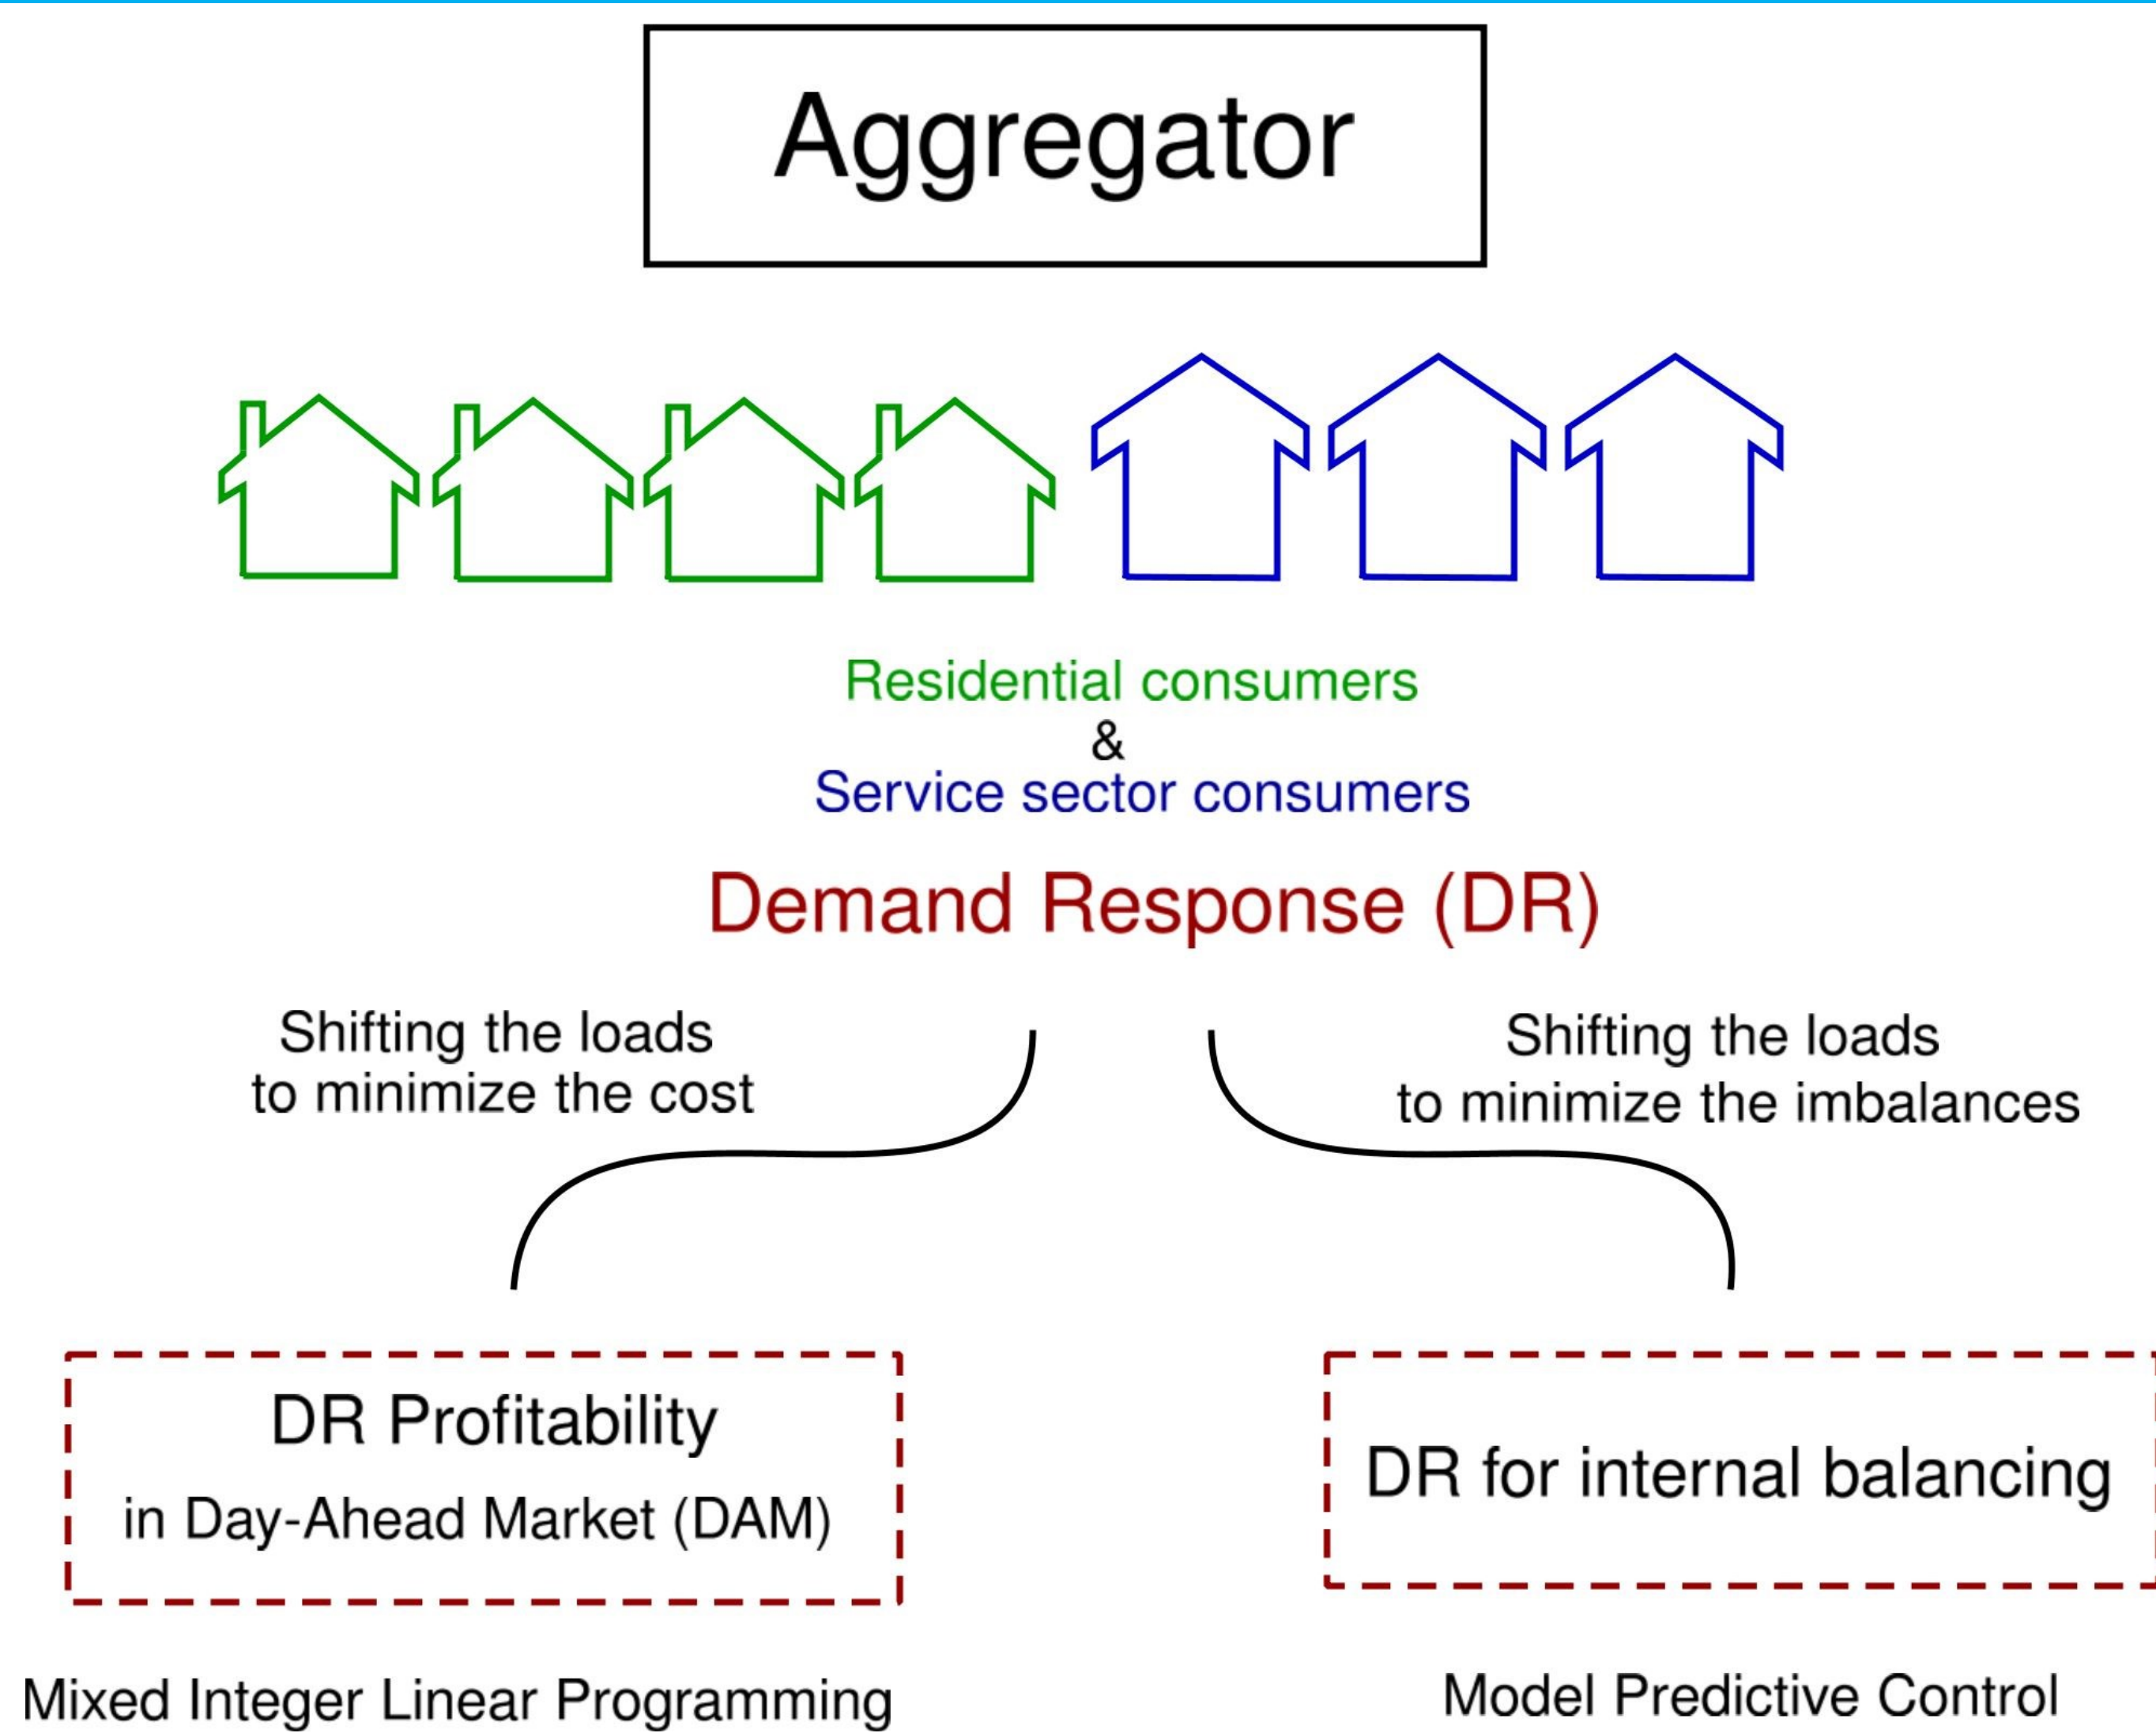 Aggregator
Residential consumers
&
Service sector consumers
Demand Response (DR)
Shifting the loads
to minimize the cost
Shifting the loads
to minimize the imbalances
DR Profitability
in Day-Ahead Market (DAM)
DR for internal balancing
Mixed Integer Linear Programming
Model Predictive Control